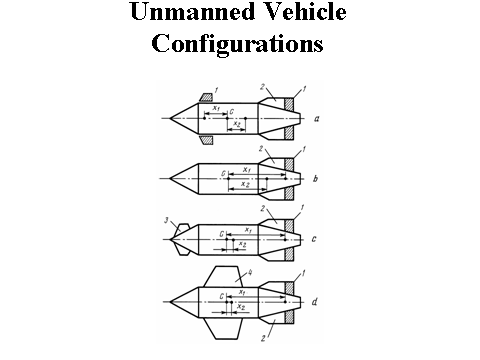 Unmanned Vehicle
Configurations
1
2
1
x₁
G
x₂
a
2
1
G
x₁
x₂
b
3
2
1
G
x₁
x₂
c
4
1
G
x₁
x₂
d
2